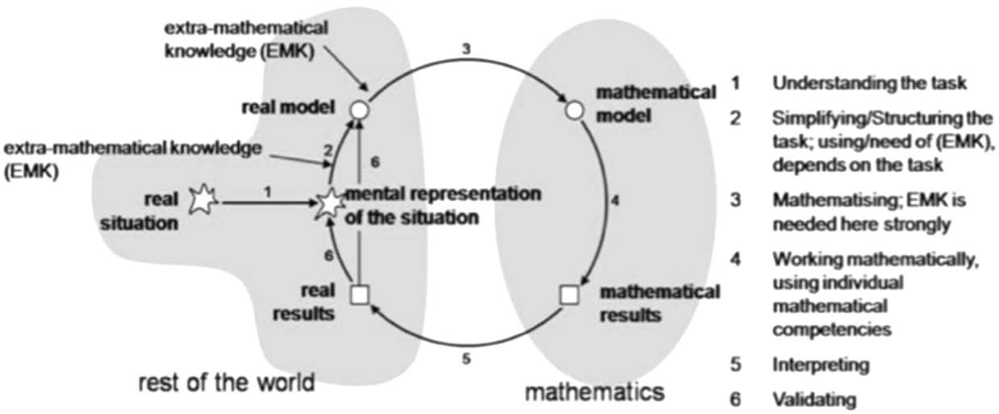 extra-mathematical
knowledge (EMK)
3
real model
mathematical
model
extra-mathematical knowledge
(EMK)
2
6
real
situation
1
mental representation
of the situation
4
6
real
results
mathematical
results
5
rest of the world
mathematics
1 Understanding the task
2 Simplifying/Structuring the
task; using/need of (EMK),
depends on the task
3 Mathematising; EMK is
needed here strongly
4 Working mathematically,
using individual
mathematical
competencies
5 Interpreting
6 Validating